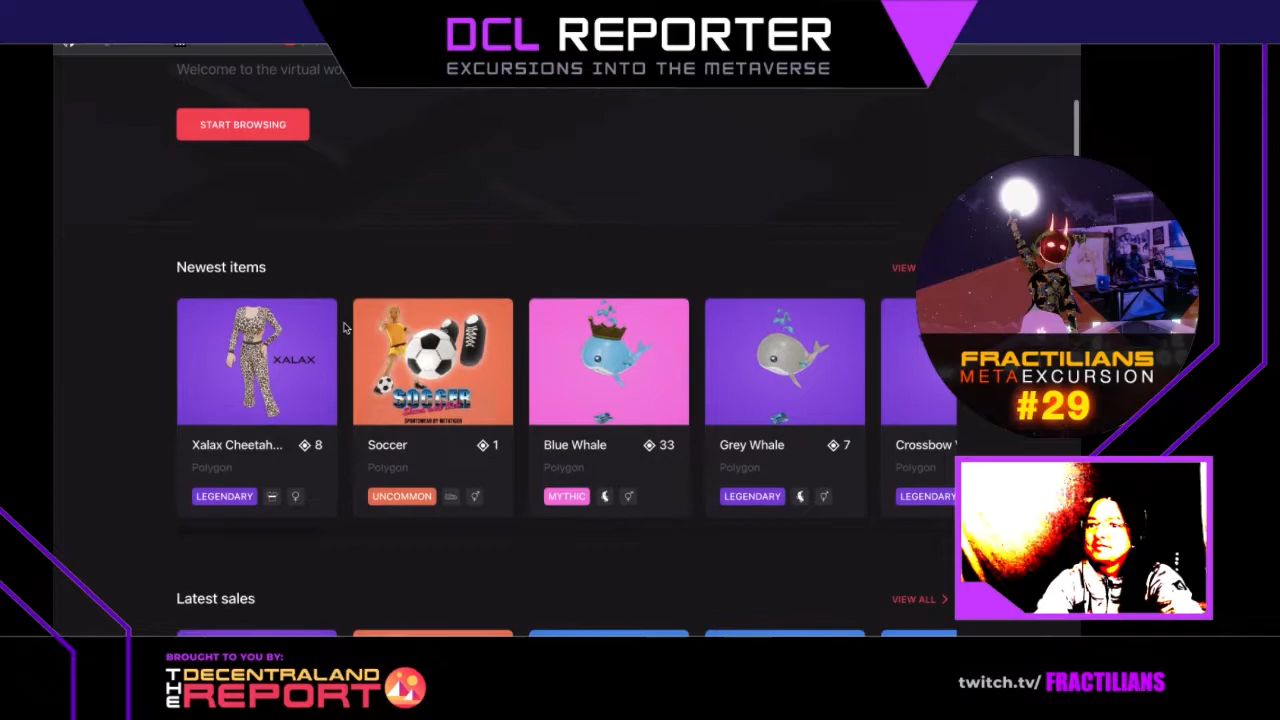 DCL REPORTER
EXCURSIONS INTO THE METAVERSE
Welcome to the virtual wo
START BROWSING
Newest items
VIEW
XALAX
SOCCER
SPORTSWEAR BY METATIGER
Xalax Cheetah... 8
Polygon
LEGENDARY
Soccer 1
Polygon
UNCOMMON
Blue Whale 33
Polygon
MYTHIC
Grey Whale 7
Polygon
LEGENDARY
Crossbow
Polygon
LEGENDARY
FRACTILIANS
METAEXCURSION
#29
Latest sales
VIEW ALL
BROUGHT TO YOU BY:
THE DECENTRALAND
REPORT
twitch.tv/ FRACTILIANS